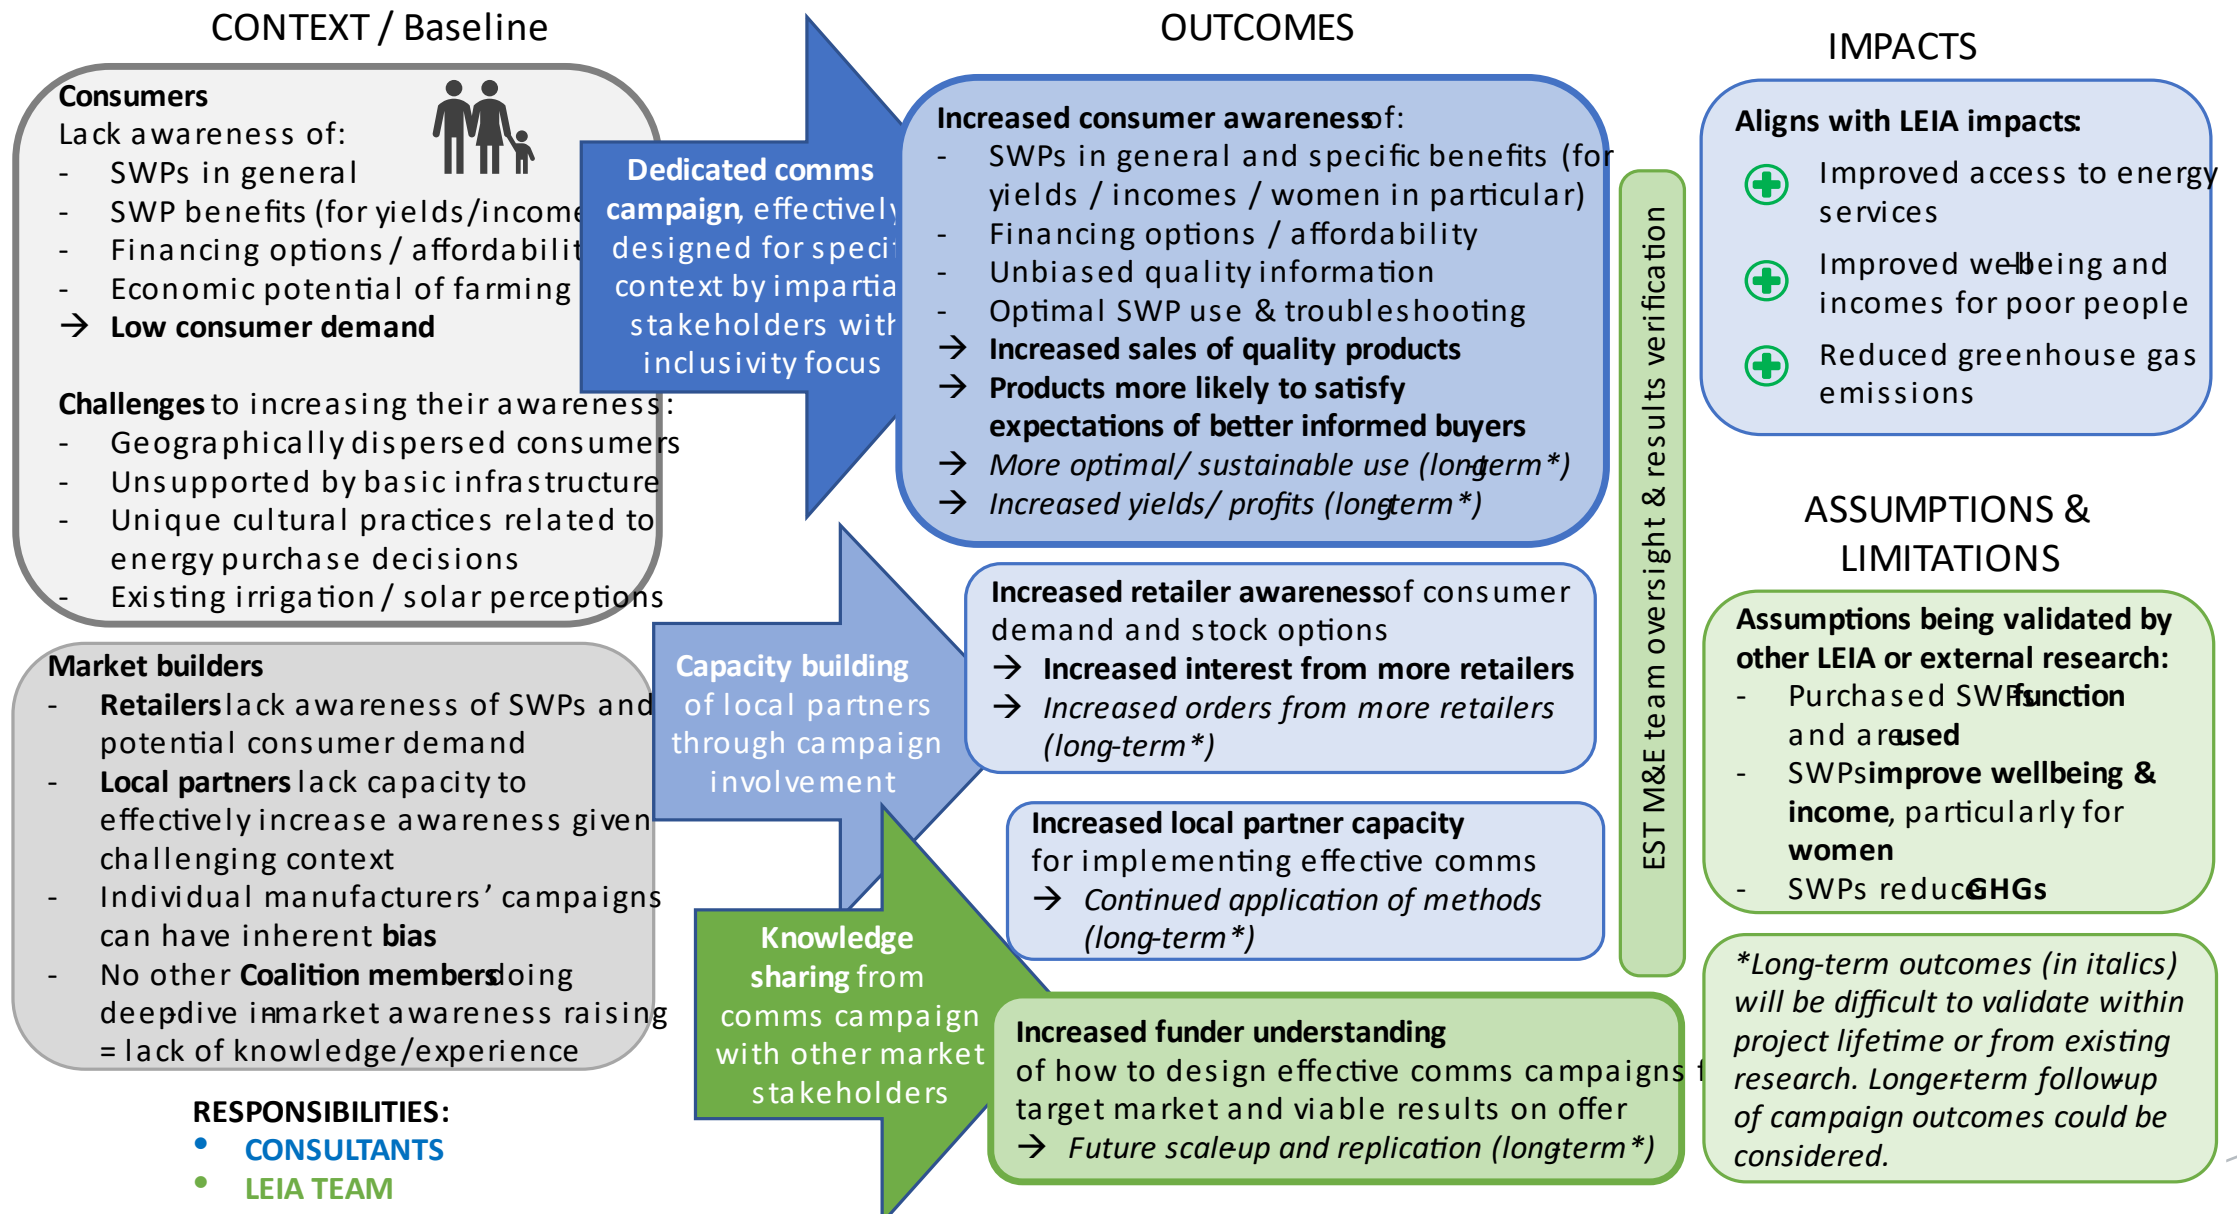 CONTEXT / Baseline
Consumers
Lack awareness of:
- SWPs in general
- SWP benefits (for yields/income
- Financing options / affordabilit
- Economic potential of farming
→ Low consumer demand
Challenges to increasing their awareness:
- Geographically dispersed consumers
- Unsupported by basic infrastructure
- Unique cultural practices related to
energy purchase decisions
- Existing irrigation / solar perceptions
Market builders
- Retailers lack awareness of SWPs and
potential consumer demand
- Local partners lack capacity to
effectively increase awareness given
challenging context
- Individual manufacturers' campaigns
can have inherent bias
- No other Coalition members doing
deep-dive in-market awareness raising
= lack of knowledge/experience
RESPONSIBILITIES:
• CONSULTANTS
• LEIA TEAM
Dedicated comms
campaign, effectively
designed for specif
context by impartia
stakeholders with
inclusivity focus
Capacity building
of local partners
through campaign
involvement
Knowledge
sharing from
comms campaign
with other market
stakeholders
OUTCOMES
Increased consumer awareness of:
- SWPs in general and specific benefits (for
yields / incomes / women in particular)
- Financing options / affordability
- Unbiased quality information
- Optimal SWP use & troubleshooting
→ Increased sales of quality products
→ Products more likely to satisfy
expectations of better informed buyers
→ More optimal/ sustainable use (long-term*)
→ Increased yields/ profits (long-term*)
Increased retailer awareness of consumer
demand and stock options
→ Increased interest from more retailers
→ Increased orders from more retailers
(long-term*)
Increased local partner capacity
for implementing effective comms
→ Continued application of methods
(long-term*)
Increased funder understanding
of how to design effective comms campaigns f
target market and viable results on offer
→ Future scale-up and replication (long-term*)
EST M&E team oversight & results verification
IMPACTS
Aligns with LEIA impacts:
Improved access to energy
services
Improved well-being and
incomes for poor people
Reduced greenhouse gas
emissions
ASSUMPTIONS &
LIMITATIONS
Assumptions being validated by
other LEIA or external research:
- Purchased SWPs function
and are used
- SWPs improve wellbeing &
income, particularly for
women
- SWPs reduce GHGs
*Long-term outcomes (in italics)
will be difficult to validate within
project lifetime or from existing
research. Longer-term follow-up
of campaign outcomes could be
considered.